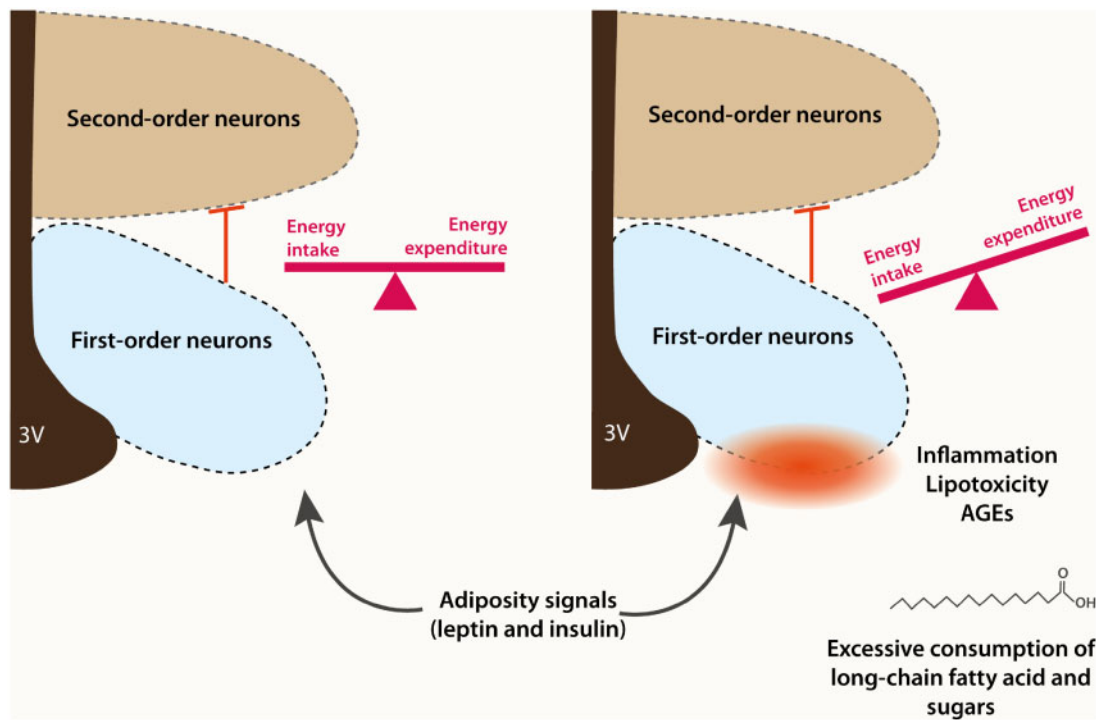 Second-order neurons
Energy
intake
Energy
expenditure
First-order neurons
3V
Second-order neurons
Energy
intake
Energy
expenditure
First-order neurons
3V
Inflammation
Lipotoxicity
AGEs
Adiposity signals
(leptin and insulin)
O
OH
Excessive consumption of
long-chain fatty acid and
sugars